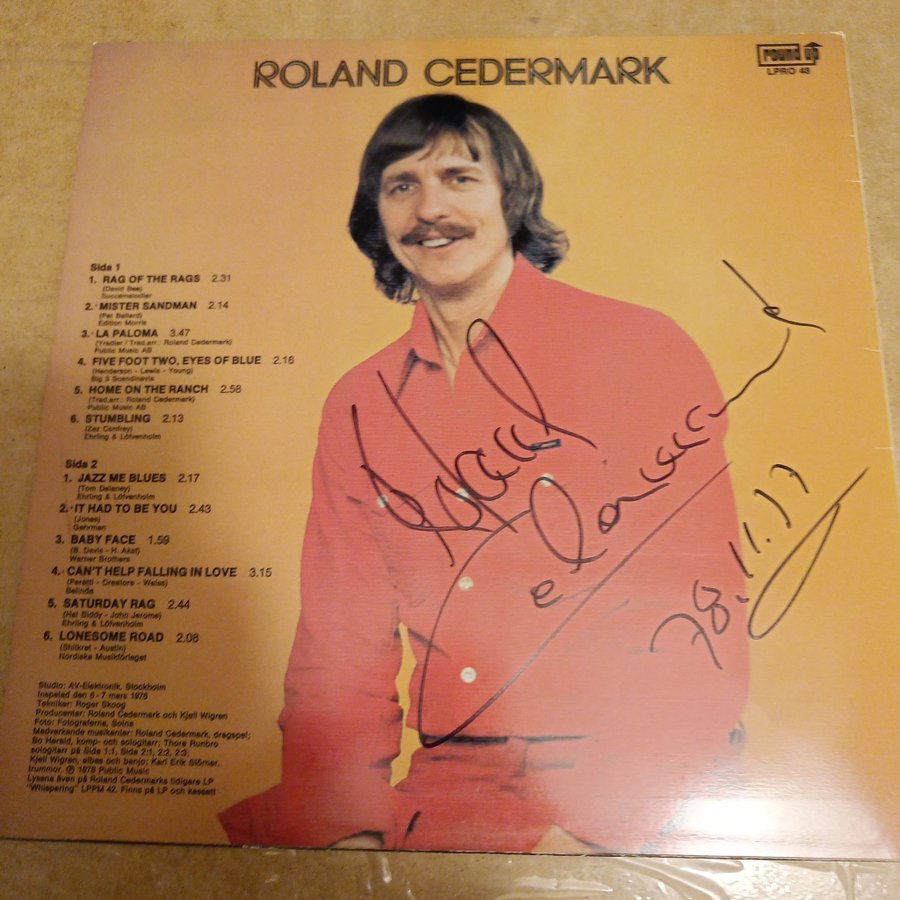 ROLAND CEDERMARK
round up
LPRO 48
Sida 1
1. RAG OF THE RAGS 2.31
(David Bee)
Succémelodier
2. MISTER SANDMAN 2.14
(Pat Ballard)
Edition Morris
3. LA PALOMA 3.47
(Yradier / Trad.arr.: Roland Cedermark)
Public Music AB
4. FIVE FOOT TWO, EYES OF BLUE 2.16
(Henderson - Lewis - Young)
Big 3 Scandinavia
5. HOME ON THE RANCH 2.58
(Trad.arr.: Roland Cedermark)
Public Music AB
6. STUMBLING 2.13
(Zez Confrey)
Ehrling & Löfvenholm
Sida 2
1. JAZZ ME BLUES 2.17
(Tom Delaney)
Ehrling & Löfvenholm
2. IT HAD TO BE YOU 2.43
(Jones)
Gehrman
3. BABY FACE 1.59
(B. Davis - H. Akst)
Warner Brothers
4. CAN'T HELP FALLING IN LOVE 3.15
(Peretti - Creatore - Weiss)
Belinda
5. SATURDAY RAG 2.44
(Hal Biddy - John Jerome)
Ehrling & Löfvenholm
6. LONESOME ROAD 2.08
(Shilkret - Austin)
Nordiska Musikförlaget
Studio: AV-Elektronik, Stockholm
Inspelad den 6 - 7 mars 1978
Tekniker: Roger Skoog
Producenter: Roland Cedermark och Kjell Wigren
Foto: Fotograferna, Solna
Medverkande musikanter: Roland Cedermark, dragspel;
Bo Herald, komp- och sologitarr; Thore Runbro
sologitarr på Side 1:1, Side 2:1, 2:2, 2:3;
Kjell Wigren, elbas och banjo; Karl Erik Störner,
trummor. Ⓟ 1978 Public Music
Lyssna även på Roland Cedermarks tidigare LP
"Whispering" LPPM 42. Finns på LP och kassett
Roland
Cedermark
78.11.17